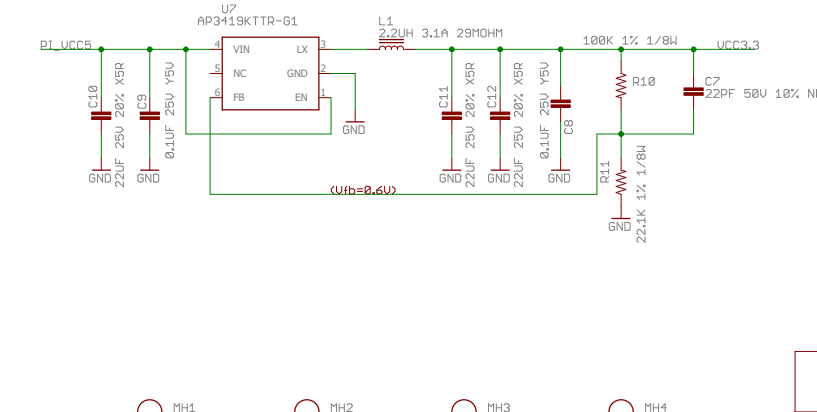 U7
AP3419KTTR-G1
L1
2.2UH 3.1A 29MOHM
100K 1% 1/8W
PI_VCC5
4 VIN LX 3
VCC3.3
5 NC GND 2
6 FB EN 1
R10
C7
22PF 50V 10%
C10
22UF 25V 20% X5R
C9
0.1UF 25V Y5V
C11
22UF 25V 20% X5R
C12
22UF 25V 20% X5R
0.1UF 25V Y5V
C8
GND
GND
GND
GND
GND
GND
R11
22.1K 1% 1/8W
(Vfb=0.6V)
GND
MH1
MH2
MH3
MH4